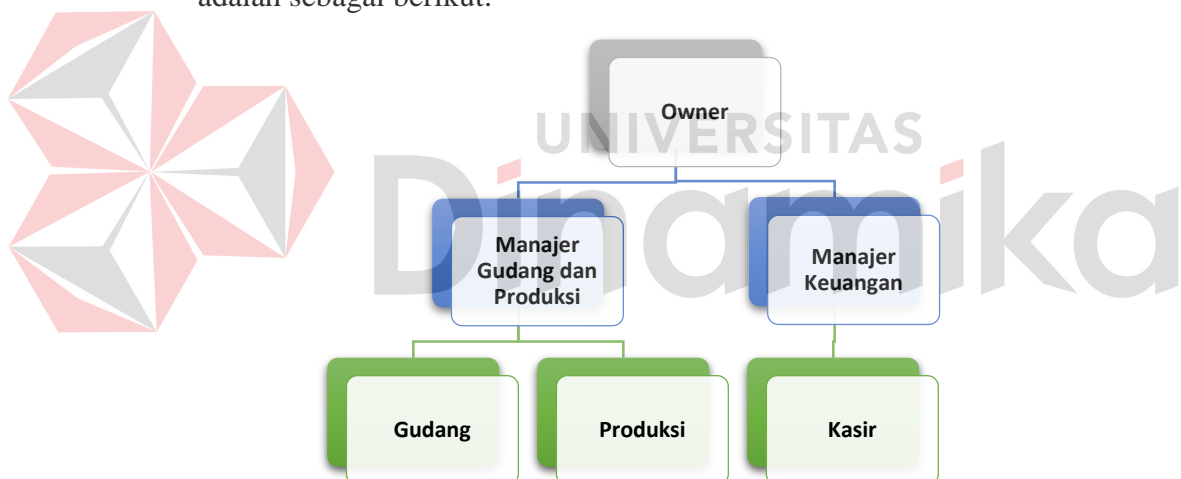 adalah sebagai berikut:
Owner
UNIVERSITAS
Dinamika
Manajer
Gudang dan
Produksi
Manajer
Keuangan
Gudang
Produksi
Kasir